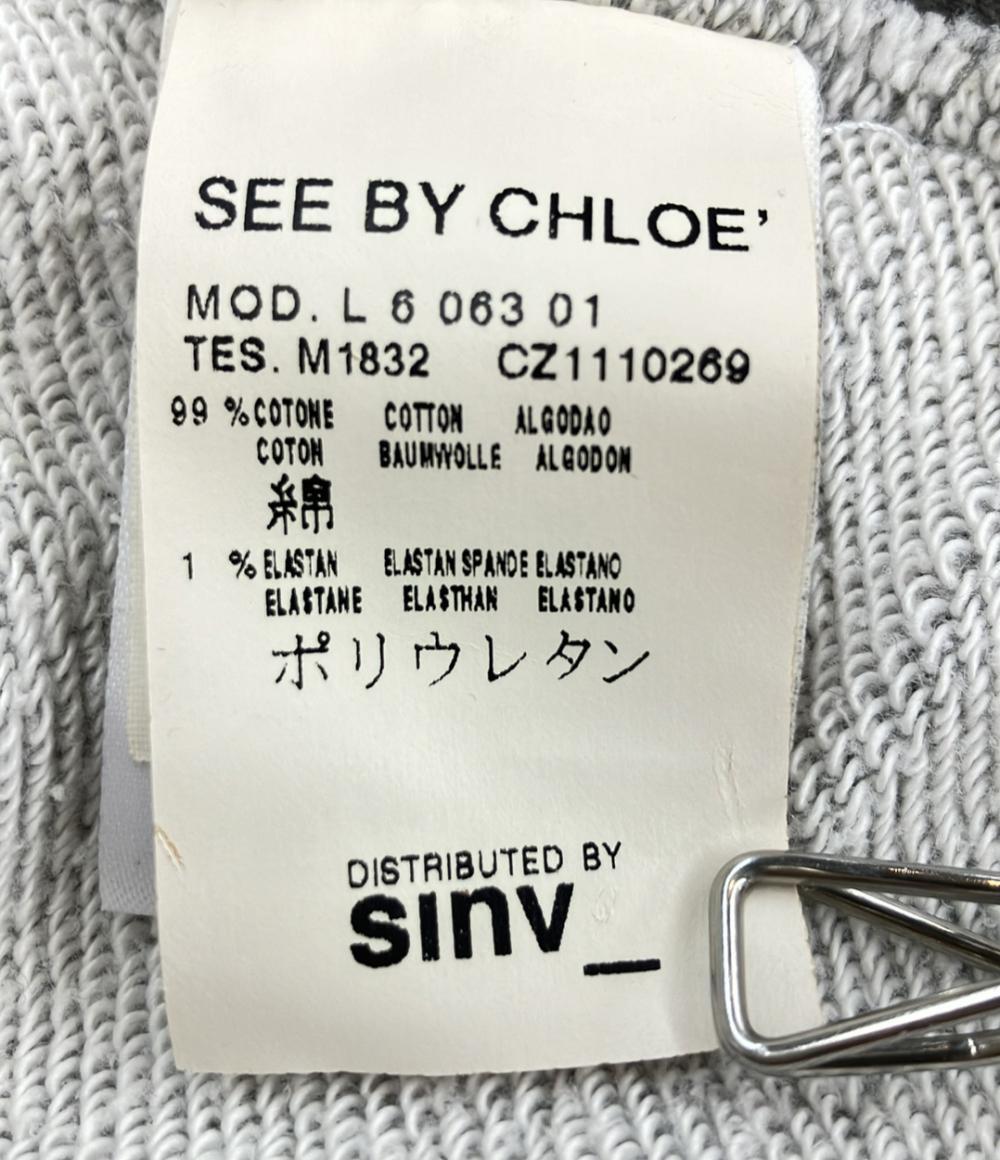 SEE BY CHLOE'
MOD. L 6 063 01
TES. M1832 CZ1110269
99 % COTONE COTTON ALGODAO
COTON BAUMWOLLE ALGODON
綿
1 % ELASTAN ELASTAN SPANDE ELASTANO
ELASTANE ELASTHAN ELASTANO
ポリウレタン
DISTRIBUTED BY
sinv_